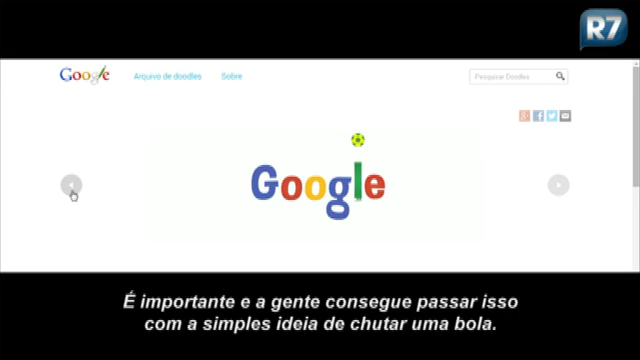 R7
Google
Arquivo de doodles
Sobre
Pesquisar Doodles
Google
É importante e a gente consegue passar isso
com a simples ideia de chutar uma bola.